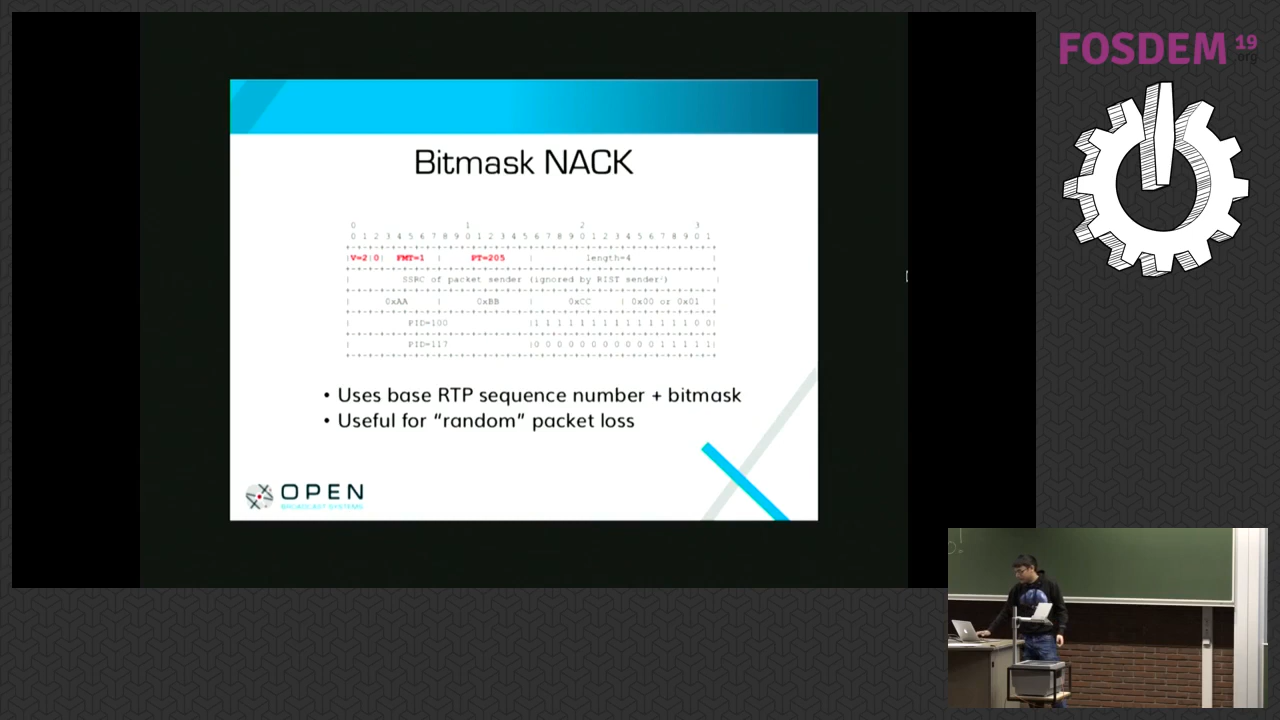 FOSDEM 19
.org
Bitmask NACK
0 1 2 3
0 1 2 3 4 5 6 7 8 9 0 1 2 3 4 5 6 7 8 9 0 1 2 3 4 5 6 7 8 9 0 1
|V=2|0| FMT=1 | PT=205 | length=4 |
| SSRC of packet sender (ignored by RIST sender) |
| 0xAA | 0xBB | 0xCC | 0x00 or 0x01
| PID=100 |1 1 1 1 1 1 1 1 1 1 1 1 1 1 0 0|
| PID=117 |0 0 0 0 0 0 0 0 0 0 0 1 1 1 1 1|
• Uses base RTP sequence number + bitmask
• Useful for “random” packet loss
OPEN
BROADCAST SYSTEMS